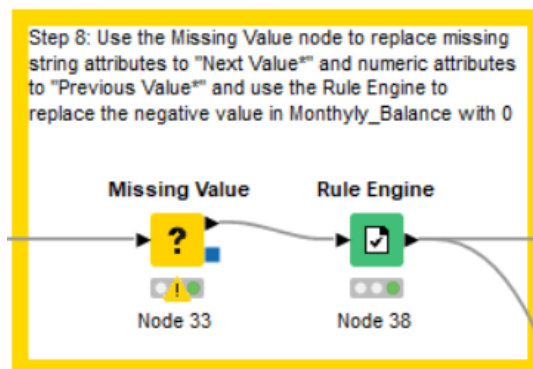 Step 8: Use the Missing Value node to replace missing
string attributes to "Next Value*" and numeric attributes
to "Previous Value*" and use the Rule Engine to
replace the negative value in Monthyly_Balance with 0
Missing Value
Rule Engine
?
!
Node 33
Node 38